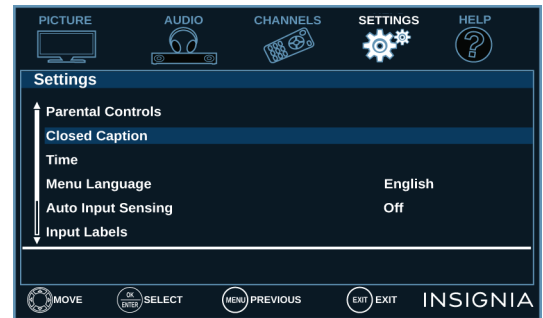 PICTURE AUDIO CHANNELS SETTINGS HELP
Settings
Parental Controls
Closed Caption
Time
Menu Language English
Auto Input Sensing Off
Input Labels
MOVE OK ENTER SELECT MENU PREVIOUS EXIT EXIT INSIGNIA